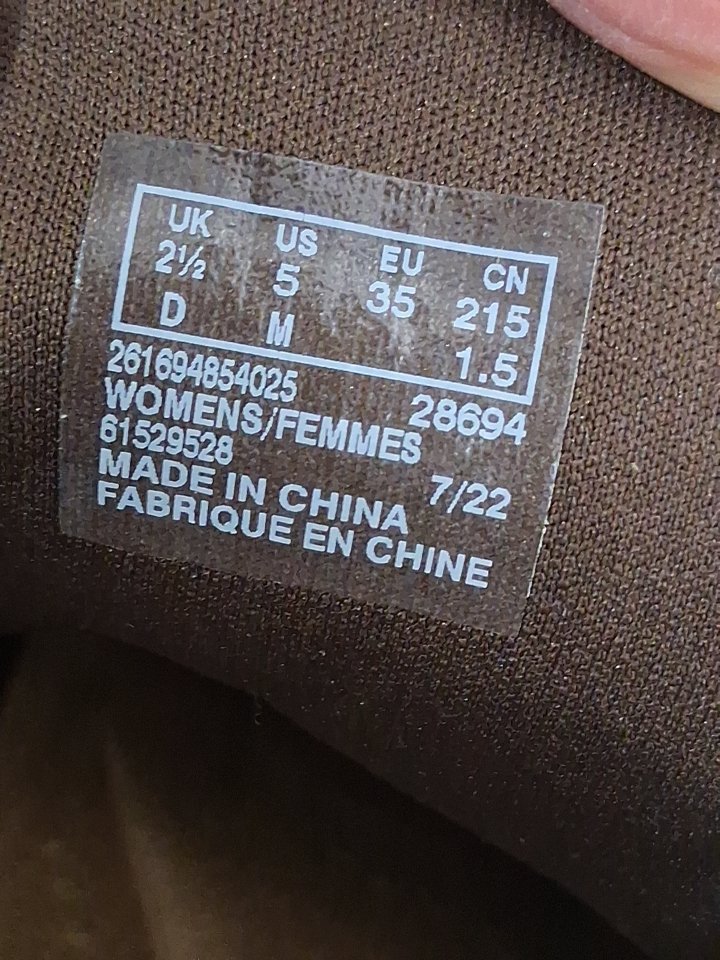 UK US EU CN
2½ 5 35 215
D M 1.5
261694854025 28694
WOMENS/FEMMES
61529528 7/22
MADE IN CHINA
FABRIQUE EN CHINE